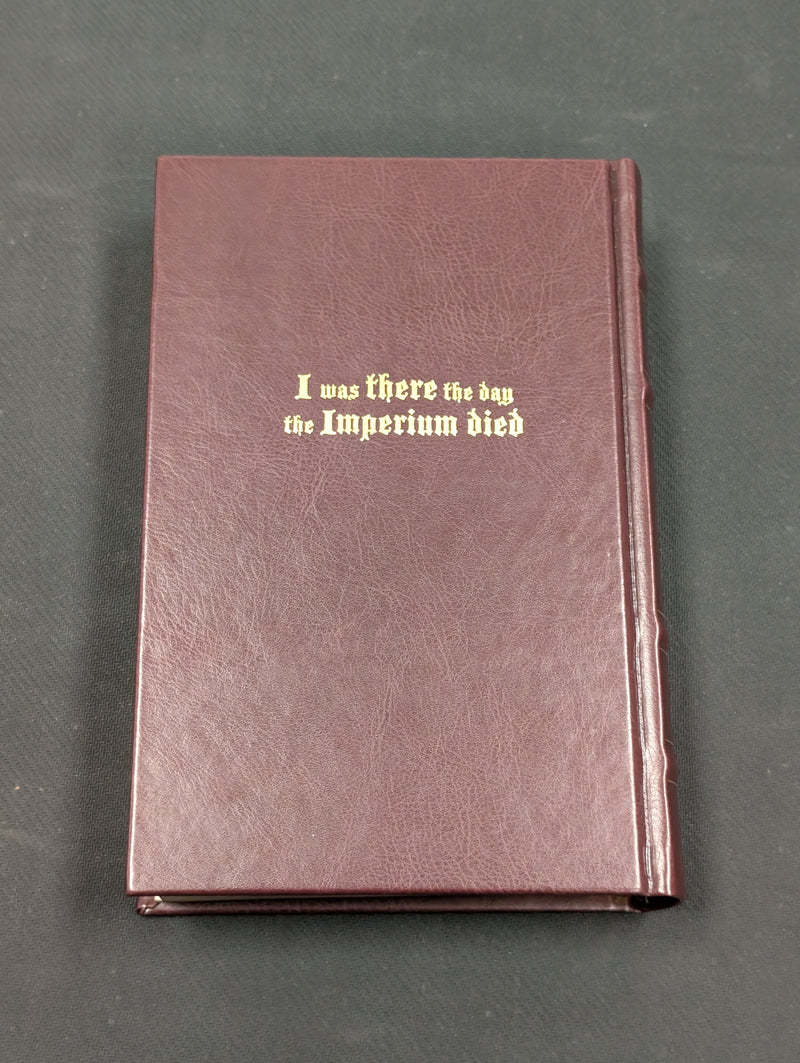 I was there the day
the Imperium died